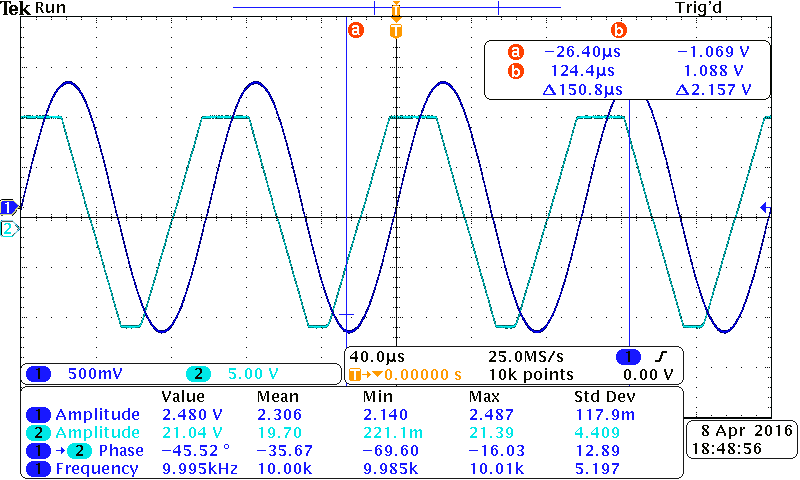 Tek Run Trig'd
T
a T b
a −26.40µs −1.069 V
b 124.4µs 1.088 V
Δ150.8µs Δ2.157 V
1
2
1 500mV 2 5.00 V
40.0µs 25.0MS/s 1
T→▼0.00000 s 10k points 0.00 V
Value Mean Min Max Std Dev
1 Amplitude 2.480 V 2.306 2.140 2.487 117.9m
2 Amplitude 21.04 V 19.70 221.1m 21.39 4.409
1 → 2 Phase −45.52 ° −35.67 −69.60 −16.03 12.89
1 Frequency 9.995kHz 10.00k 9.985k 10.01k 5.197
8 Apr 2016
18:48:56